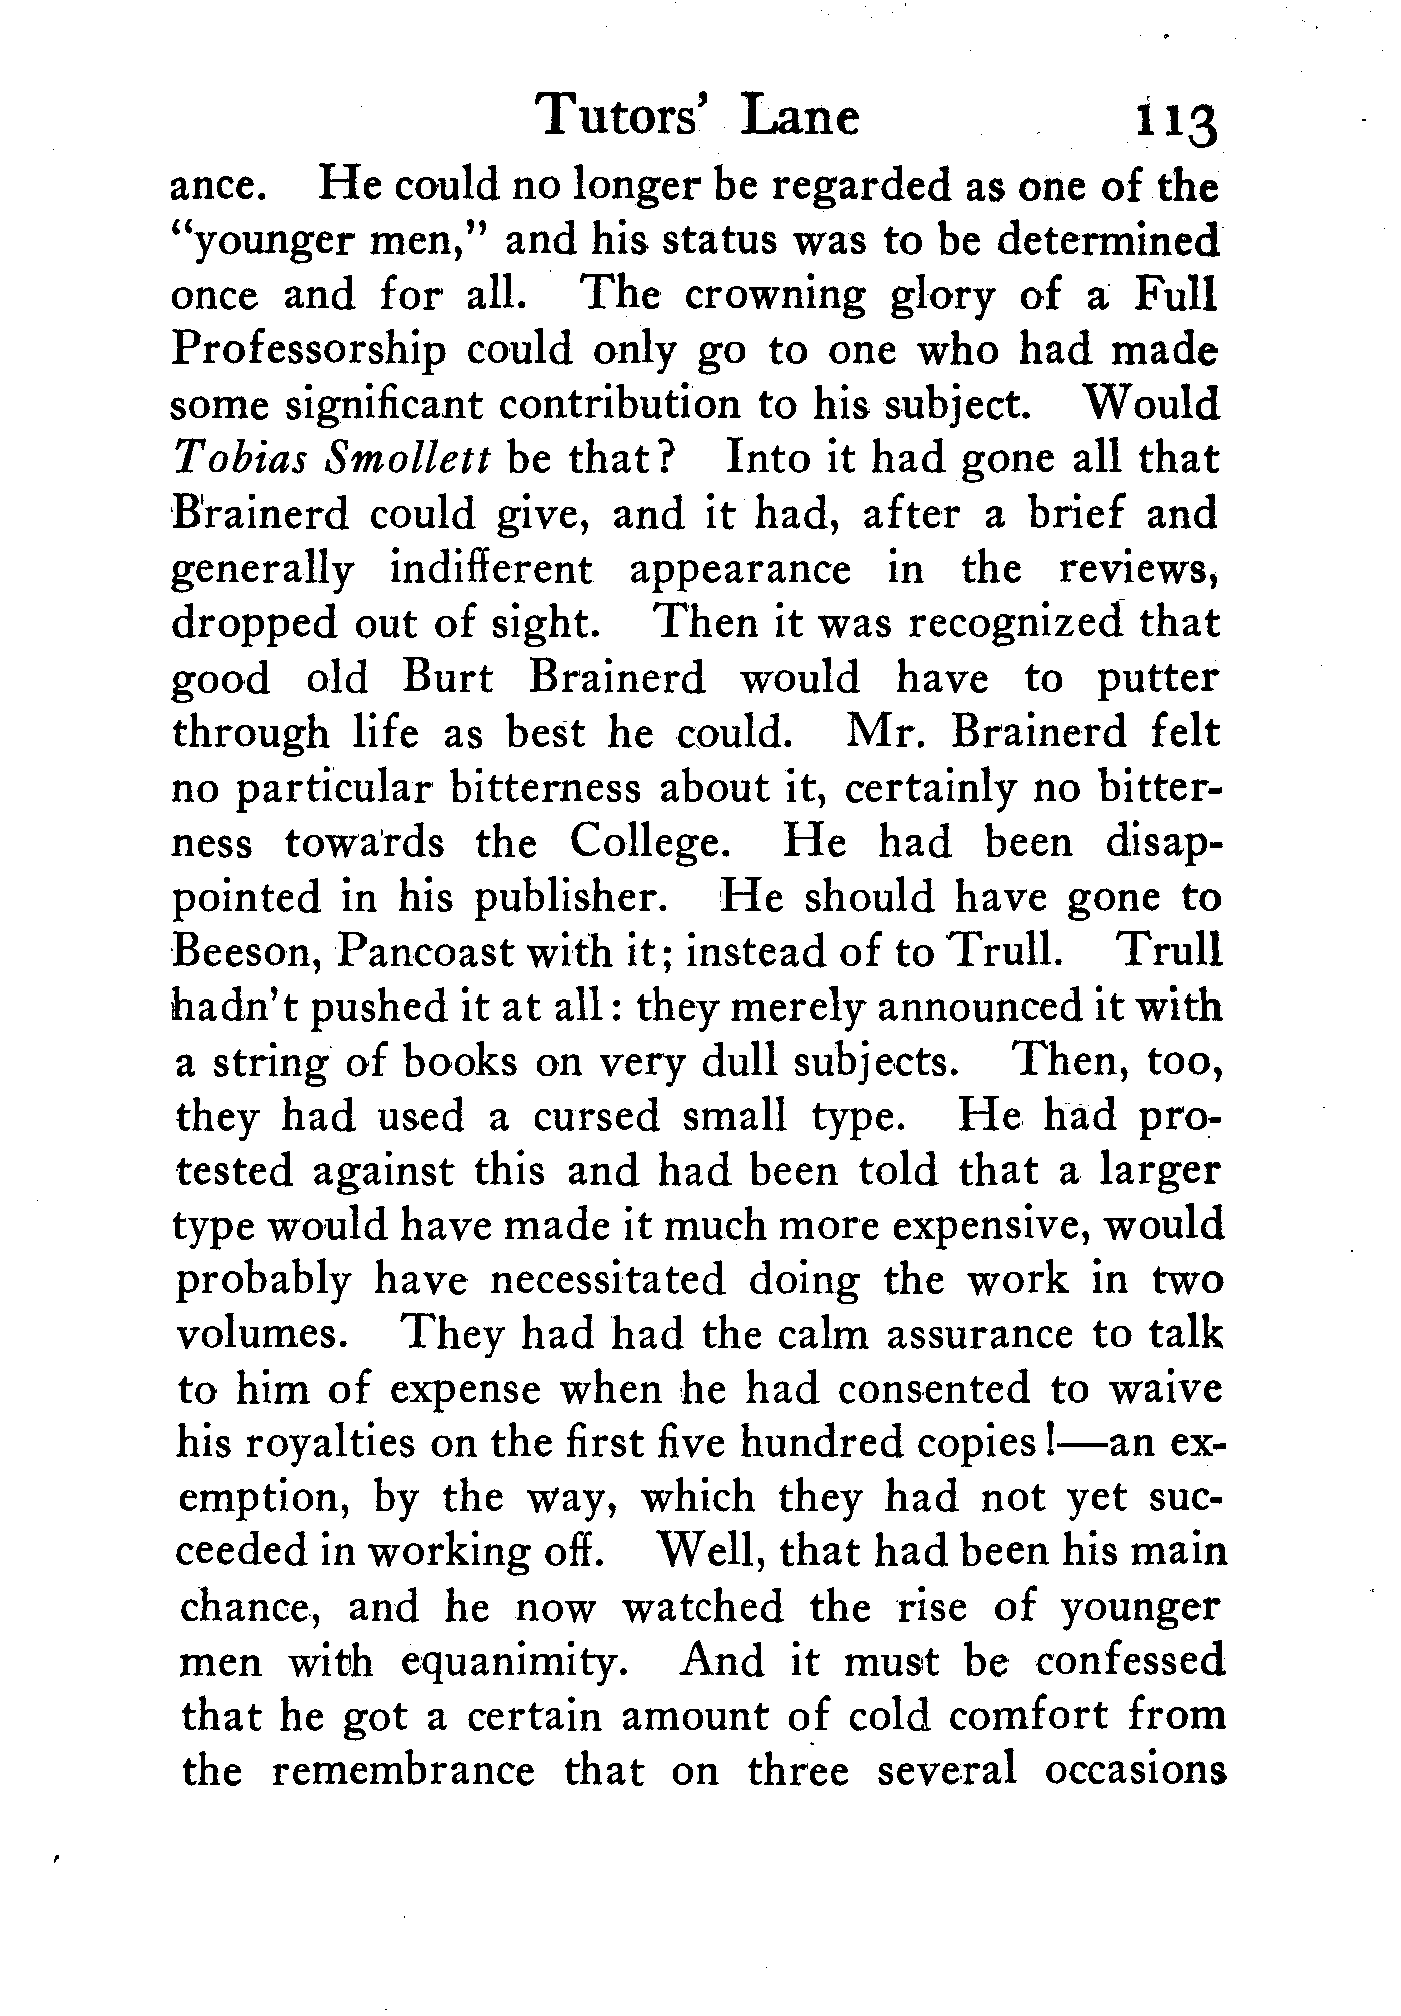 Tutors' Lane 113
ance. He could no longer be regarded as one of the
"younger men," and his status was to be determined
once and for all. The crowning glory of a Full
Professorship could only go to one who had made
some significant contribution to his subject. Would
Tobias Smollett be that? Into it had gone all that
Brainerd could give, and it had, after a brief and
generally indifferent appearance in the reviews,
dropped out of sight. Then it was recognized that
good old Burt Brainerd would have to putter
through life as best he could. Mr. Brainerd felt
no particular bitterness about it, certainly no bitter-
ness towards the College. He had been disap-
pointed in his publisher. He should have gone to
Beeson, Pancoast with it; instead of to Trull. Trull
hadn't pushed it at all: they merely announced it with
a string of books on very dull subjects. Then, too,
they had used a cursed small type. He had pro-
tested against this and had been told that a larger
type would have made it much more expensive, would
probably have necessitated doing the work in two
volumes. They had had the calm assurance to talk
to him of expense when he had consented to waive
his royalties on the first five hundred copies!—an ex-
emption, by the way, which they had not yet suc-
ceeded in working off. Well, that had been his main
chance, and he now watched the rise of younger
men with equanimity. And it must be confessed
that he got a certain amount of cold comfort from
the remembrance that on three several occasions